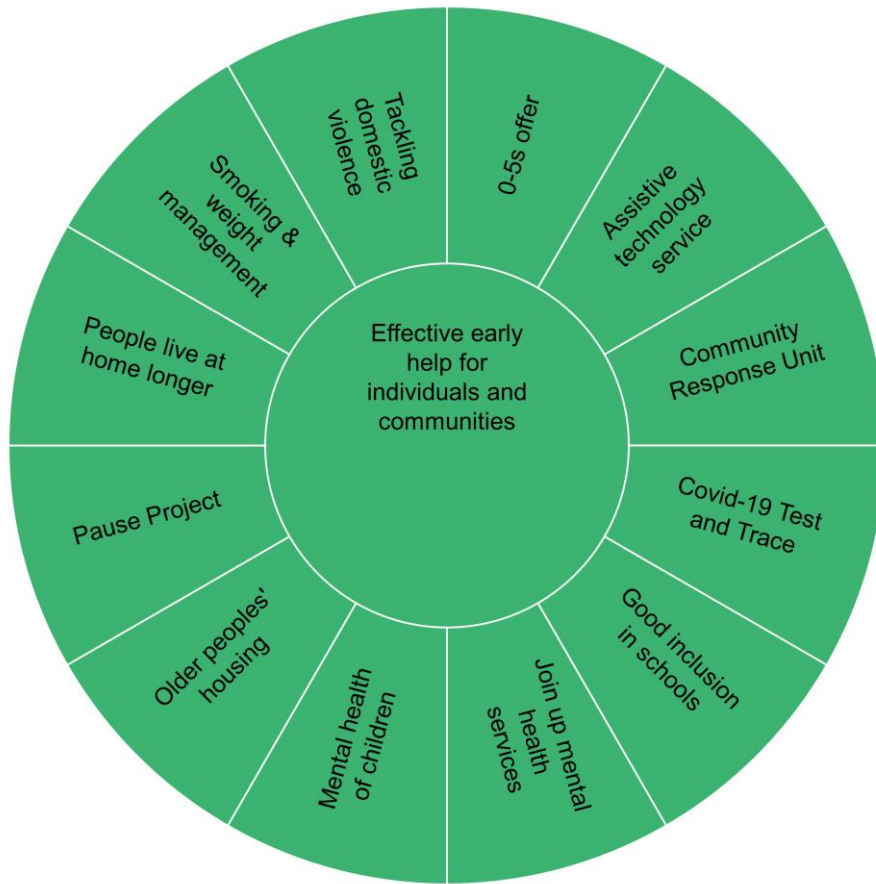 Effective early
help for
individuals and
communities
0-5s offer
Assistive
technology
service
Community
Response Unit
Covid-19 Test
and Trace
Good inclusion
in schools
Join up mental
health
services
Mental health
of children
Older peoples'
housing
Pause Project
People live at
home longer
Smoking &
weight
management
Tackling
domestic
violence